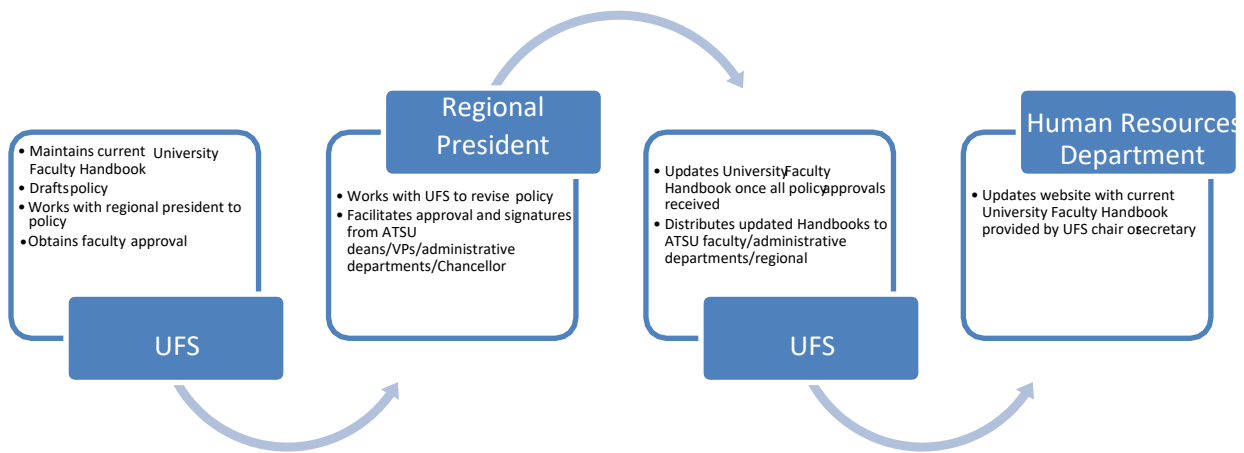 • Maintains current University
Faculty Handbook
• Drafts policy
• Works with regional president to
policy
• Obtains faculty approval
UFS
Regional
President
• Works with UFS to revise policy
• Facilitates approval and signatures
from ATSU
deans/VPs/administrative
departments/Chancellor
• Updates University Faculty
Handbook once all policy approvals
received
• Distributes updated Handbooks to
ATSU faculty/administrative
departments/regional
UFS
Human Resources
Department
• Updates website with current
University Faculty Handbook
provided by UFS chair or secretary